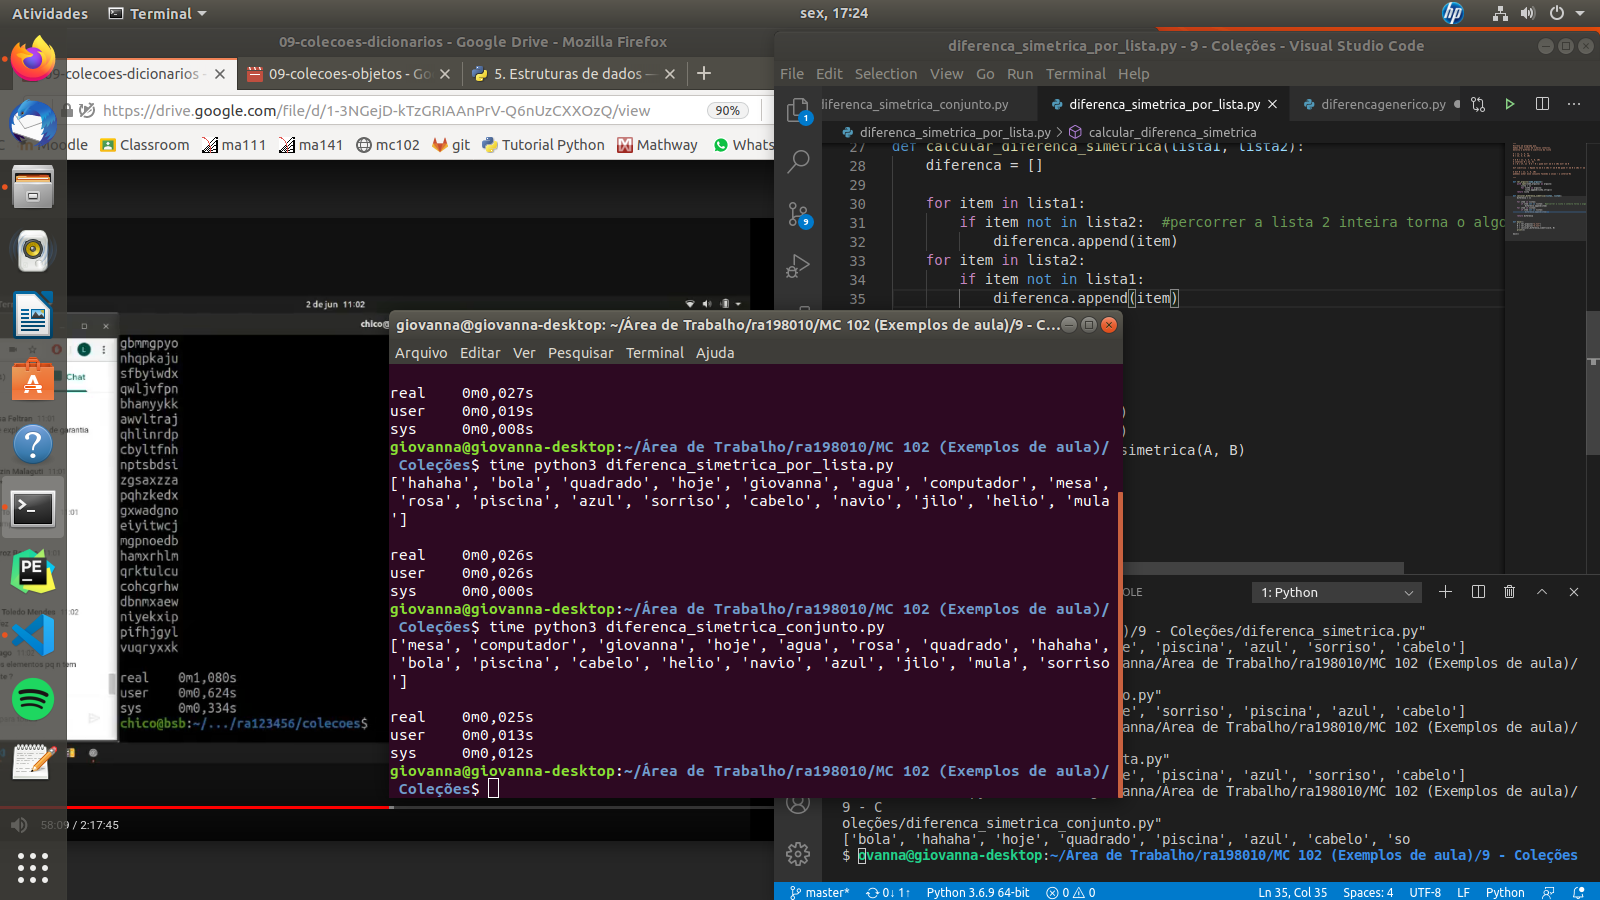 Atividades
Terminal
sex, 17:24
09-colecoes-dicionarios - Google Drive - Mozilla Firefox
09-colecoes-dicionarios -
09-colecoes-objetos - Go
5. Estruturas de dados —
https://drive.google.com/file/d/1-3NGejD-kTzGRIAAnPrV-Q6nUzCXXOzQ/view
90%
Moodle
Classroom
ma111
ma141
mc102
git
Tutorial Python
Mathway
Whats
2 de jun 11:02
chico@
Chat
gbmmgpyo
nhqpkaju
sfbyiwdx
qwljvfpn
bhamyykk
awvltraj
qhlinrdp
cbyltfnh
nptsbdsi
zgsaxzza
pqhzkedx
gxwadgno
eiyitwcj
mgpnoedb
hamxrhlm
qrktulcu
cohcgrhw
dbnmxaew
niyekxip
pifhjgyl
vuqryxxk
real 0m1,080s
user 0m0,624s
sys 0m0,334s
chico@bsb:~/.../ra123456/colecoes$
58:09 / 2:17:45
diferenca_simetrica_por_lista.py - 9 - Coleções - Visual Studio Code
File Edit Selection View Go Run Terminal Help
diferenca_simetrica_conjunto.py
diferenca_simetrica_por_lista.py
diferencagenerico.py
diferenca_simetrica_por_lista.py > calcular_diferenca_simetrica
27 def calcular_diferenca_simetrica(lista1, lista2):
28 diferenca = []
29
30 for item in lista1:
31 if item not in lista2: #percorrer a lista 2 inteira torna o algo
32 diferenca.append(item)
33 for item in lista2:
34 if item not in lista1:
35 diferenca.append(item)
)
)
simetrica(A, B)
giovanna@giovanna-desktop: ~/Área de Trabalho/ra198010/MC 102 (Exemplos de aula)/9 - C...
Arquivo Editar Ver Pesquisar Terminal Ajuda
real 0m0,027s
user 0m0,019s
sys 0m0,008s
giovanna@giovanna-desktop:~/Área de Trabalho/ra198010/MC 102 (Exemplos de aula)/
Coleções$ time python3 diferenca_simetrica_por_lista.py
['hahaha', 'bola', 'quadrado', 'hoje', 'giovanna', 'agua', 'computador', 'mesa',
'rosa', 'piscina', 'azul', 'sorriso', 'cabelo', 'navio', 'jilo', 'helio', 'mula
']
real 0m0,026s
user 0m0,026s
sys 0m0,000s
giovanna@giovanna-desktop:~/Área de Trabalho/ra198010/MC 102 (Exemplos de aula)/
Coleções$ time python3 diferenca_simetrica_conjunto.py
['mesa', 'computador', 'giovanna', 'hoje', 'agua', 'rosa', 'quadrado', 'hahaha',
'bola', 'piscina', 'cabelo', 'helio', 'navio', 'azul', 'jilo', 'mula', 'sorriso
']
real 0m0,025s
user 0m0,013s
sys 0m0,012s
giovanna@giovanna-desktop:~/Área de Trabalho/ra198010/MC 102 (Exemplos de aula)/
Coleções$
OLE
1: Python
)/9 - Coleções/diferenca_simetrica.py"
e', 'piscina', 'azul', 'sorriso', 'cabelo']
anna/Área de Trabalho/ra198010/MC 102 (Exemplos de aula)/
o.py"
e', 'sorriso', 'piscina', 'azul', 'cabelo']
anna/Área de Trabalho/ra198010/MC 102 (Exemplos de aula)/
ta.py"
e', 'piscina', 'azul', 'sorriso', 'cabelo']
anna/Área de Trabalho/ra198010/MC 102 (Exemplos de aula)/
9 - C
oleções/diferenca_simetrica_conjunto.py"
['bola', 'hahaha', 'hoje', 'quadrado', 'piscina', 'azul', 'cabelo', 'so
$ ovanna@giovanna-desktop:~/Área de Trabalho/ra198010/MC 102 (Exemplos de aula)/9 - Coleções
master* 0↓ 1↑ Python 3.6.9 64-bit 0 0 Ln 35, Col 35 Spaces: 4 UTF-8 LF Python